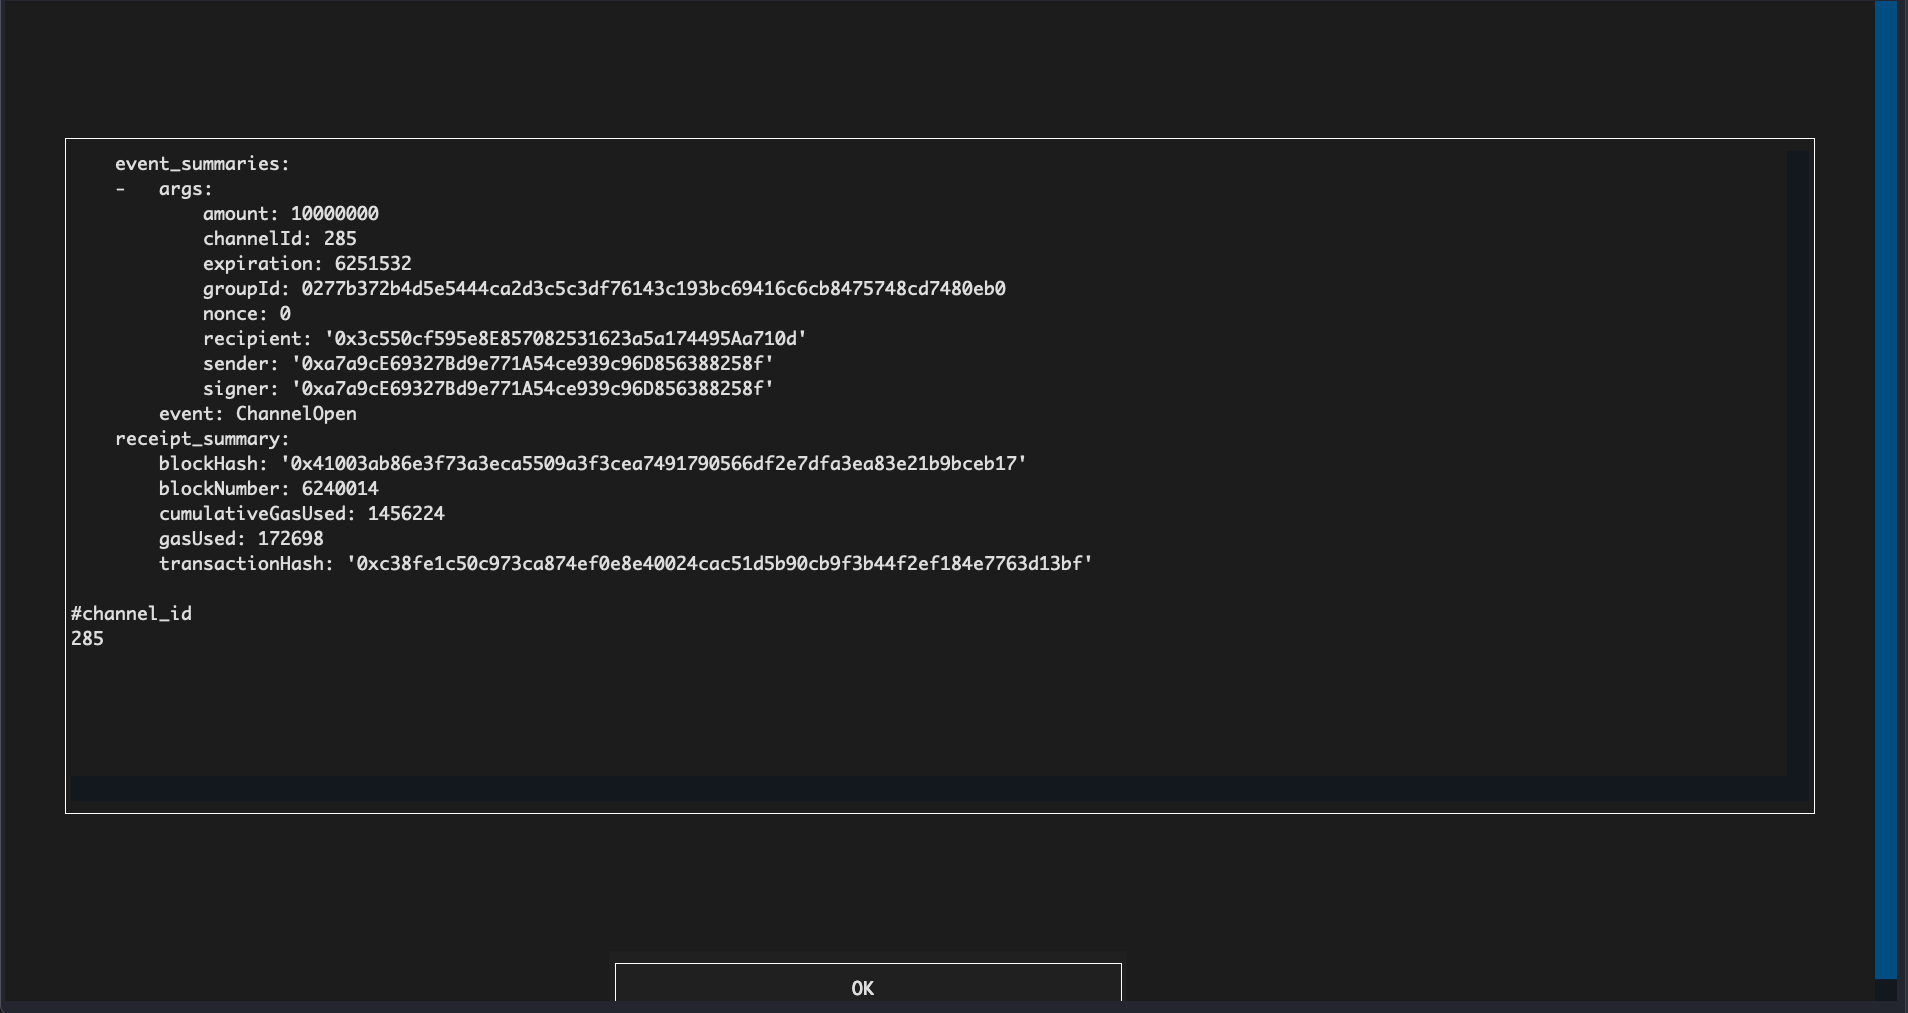 event_summaries:
- args:
amount: 10000000
channelId: 285
expiration: 6251532
groupId: 0277b372b4d5e5444ca2d3c5c3df76143c193bc69416c6cb8475748cd7480eb0
nonce: 0
recipient: '0x3c550cf595e8E857082531623a5a174495Aa710d'
sender: '0xa7a9cE69327Bd9e771A54ce939c96D856388258f'
signer: '0xa7a9cE69327Bd9e771A54ce939c96D856388258f'
event: ChannelOpen
receipt_summary:
blockHash: '0x41003ab86e3f73a3eca5509a3f3cea7491790566df2e7dfa3ea83e21b9bceb17'
blockNumber: 6240014
cumulativeGasUsed: 1456224
gasUsed: 172698
transactionHash: '0xc38fe1c50c973ca874ef0e8e40024cac51d5b90cb9f3b44f2ef184e7763d13bf'
#channel_id
285
OK